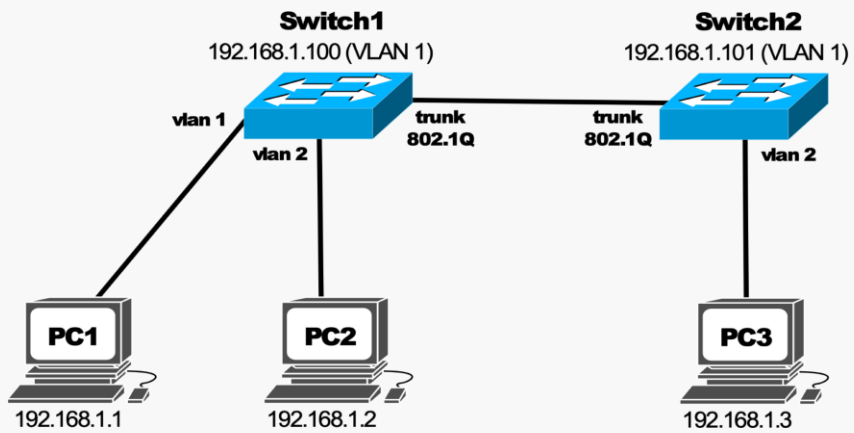 Switch1
192.168.1.100 (VLAN 1)
Switch2
192.168.1.101 (VLAN 1)
vlan 1
vlan 2
trunk
802.1Q
trunk
802.1Q
vlan 2
PC1
PC2
PC3
192.168.1.1
192.168.1.2
192.168.1.3